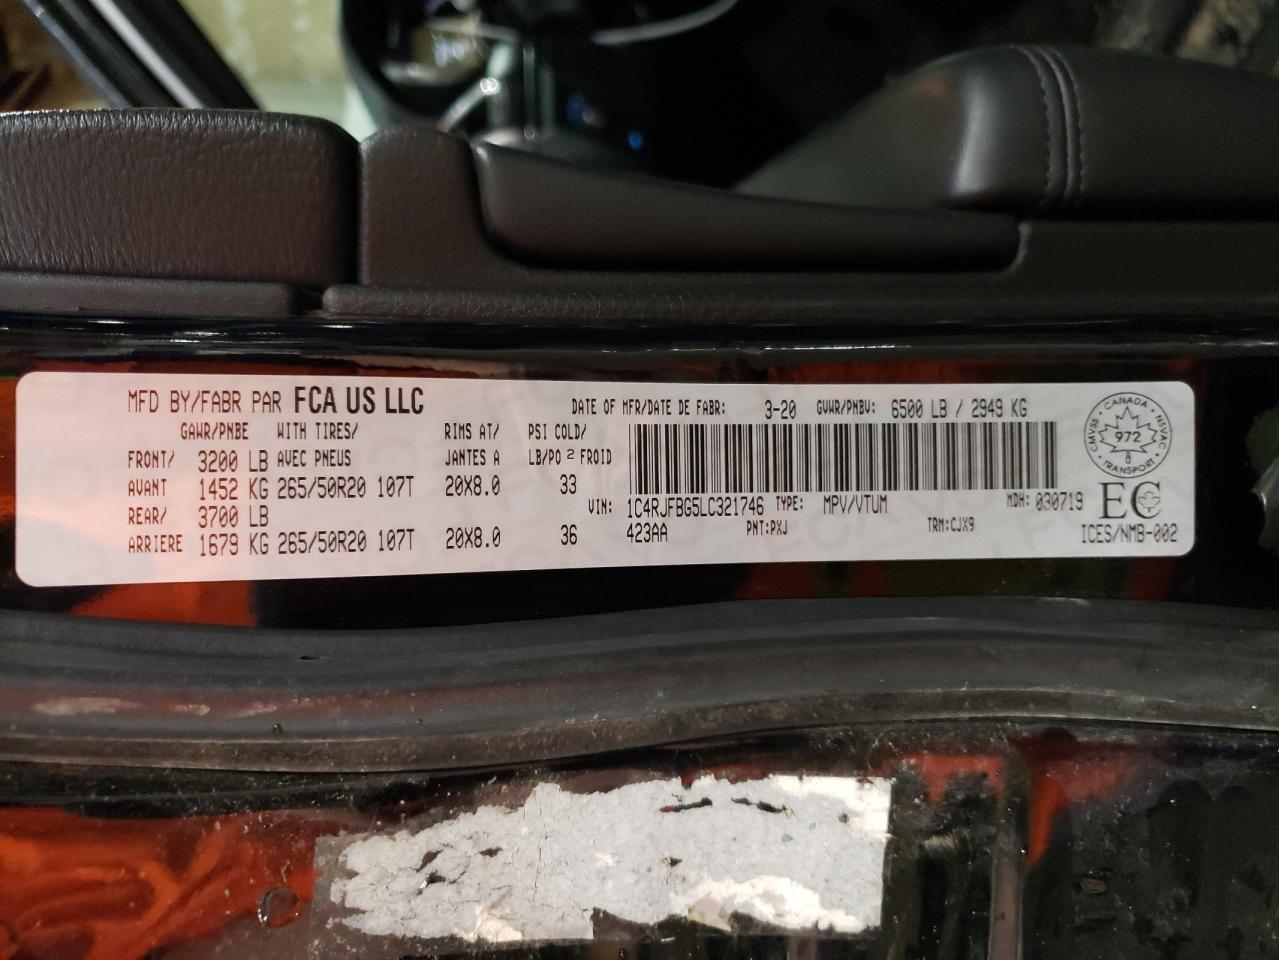 MFD BY/FABR PAR FCA US LLC DATE OF MFR/DATE DE FABR: 3-20 GVWR/PNBV: 6500 LB / 2949 KG
GAWR/PNBE WITH TIRES/ RIMS AT/ PSI COLD/
FRONT/ 3200 LB AVEC PNEUS JANTES A LB/PO 2 FROID
AVANT 1452 KG 265/50R20 107T 20X8.0 33
VIN: 1C4RJFBG5LC321746 TYPE: MPV/VTUM MDH: 030719
REAR/ 3700 LB
423AA PNT:PXJ TRM:CJX9
ARRIERE 1679 KG 265/50R20 107T 20X8.0 36
CANADA
CMVSS 972 NSVAC
TRANSPORT
EC
ICES/NMB-002